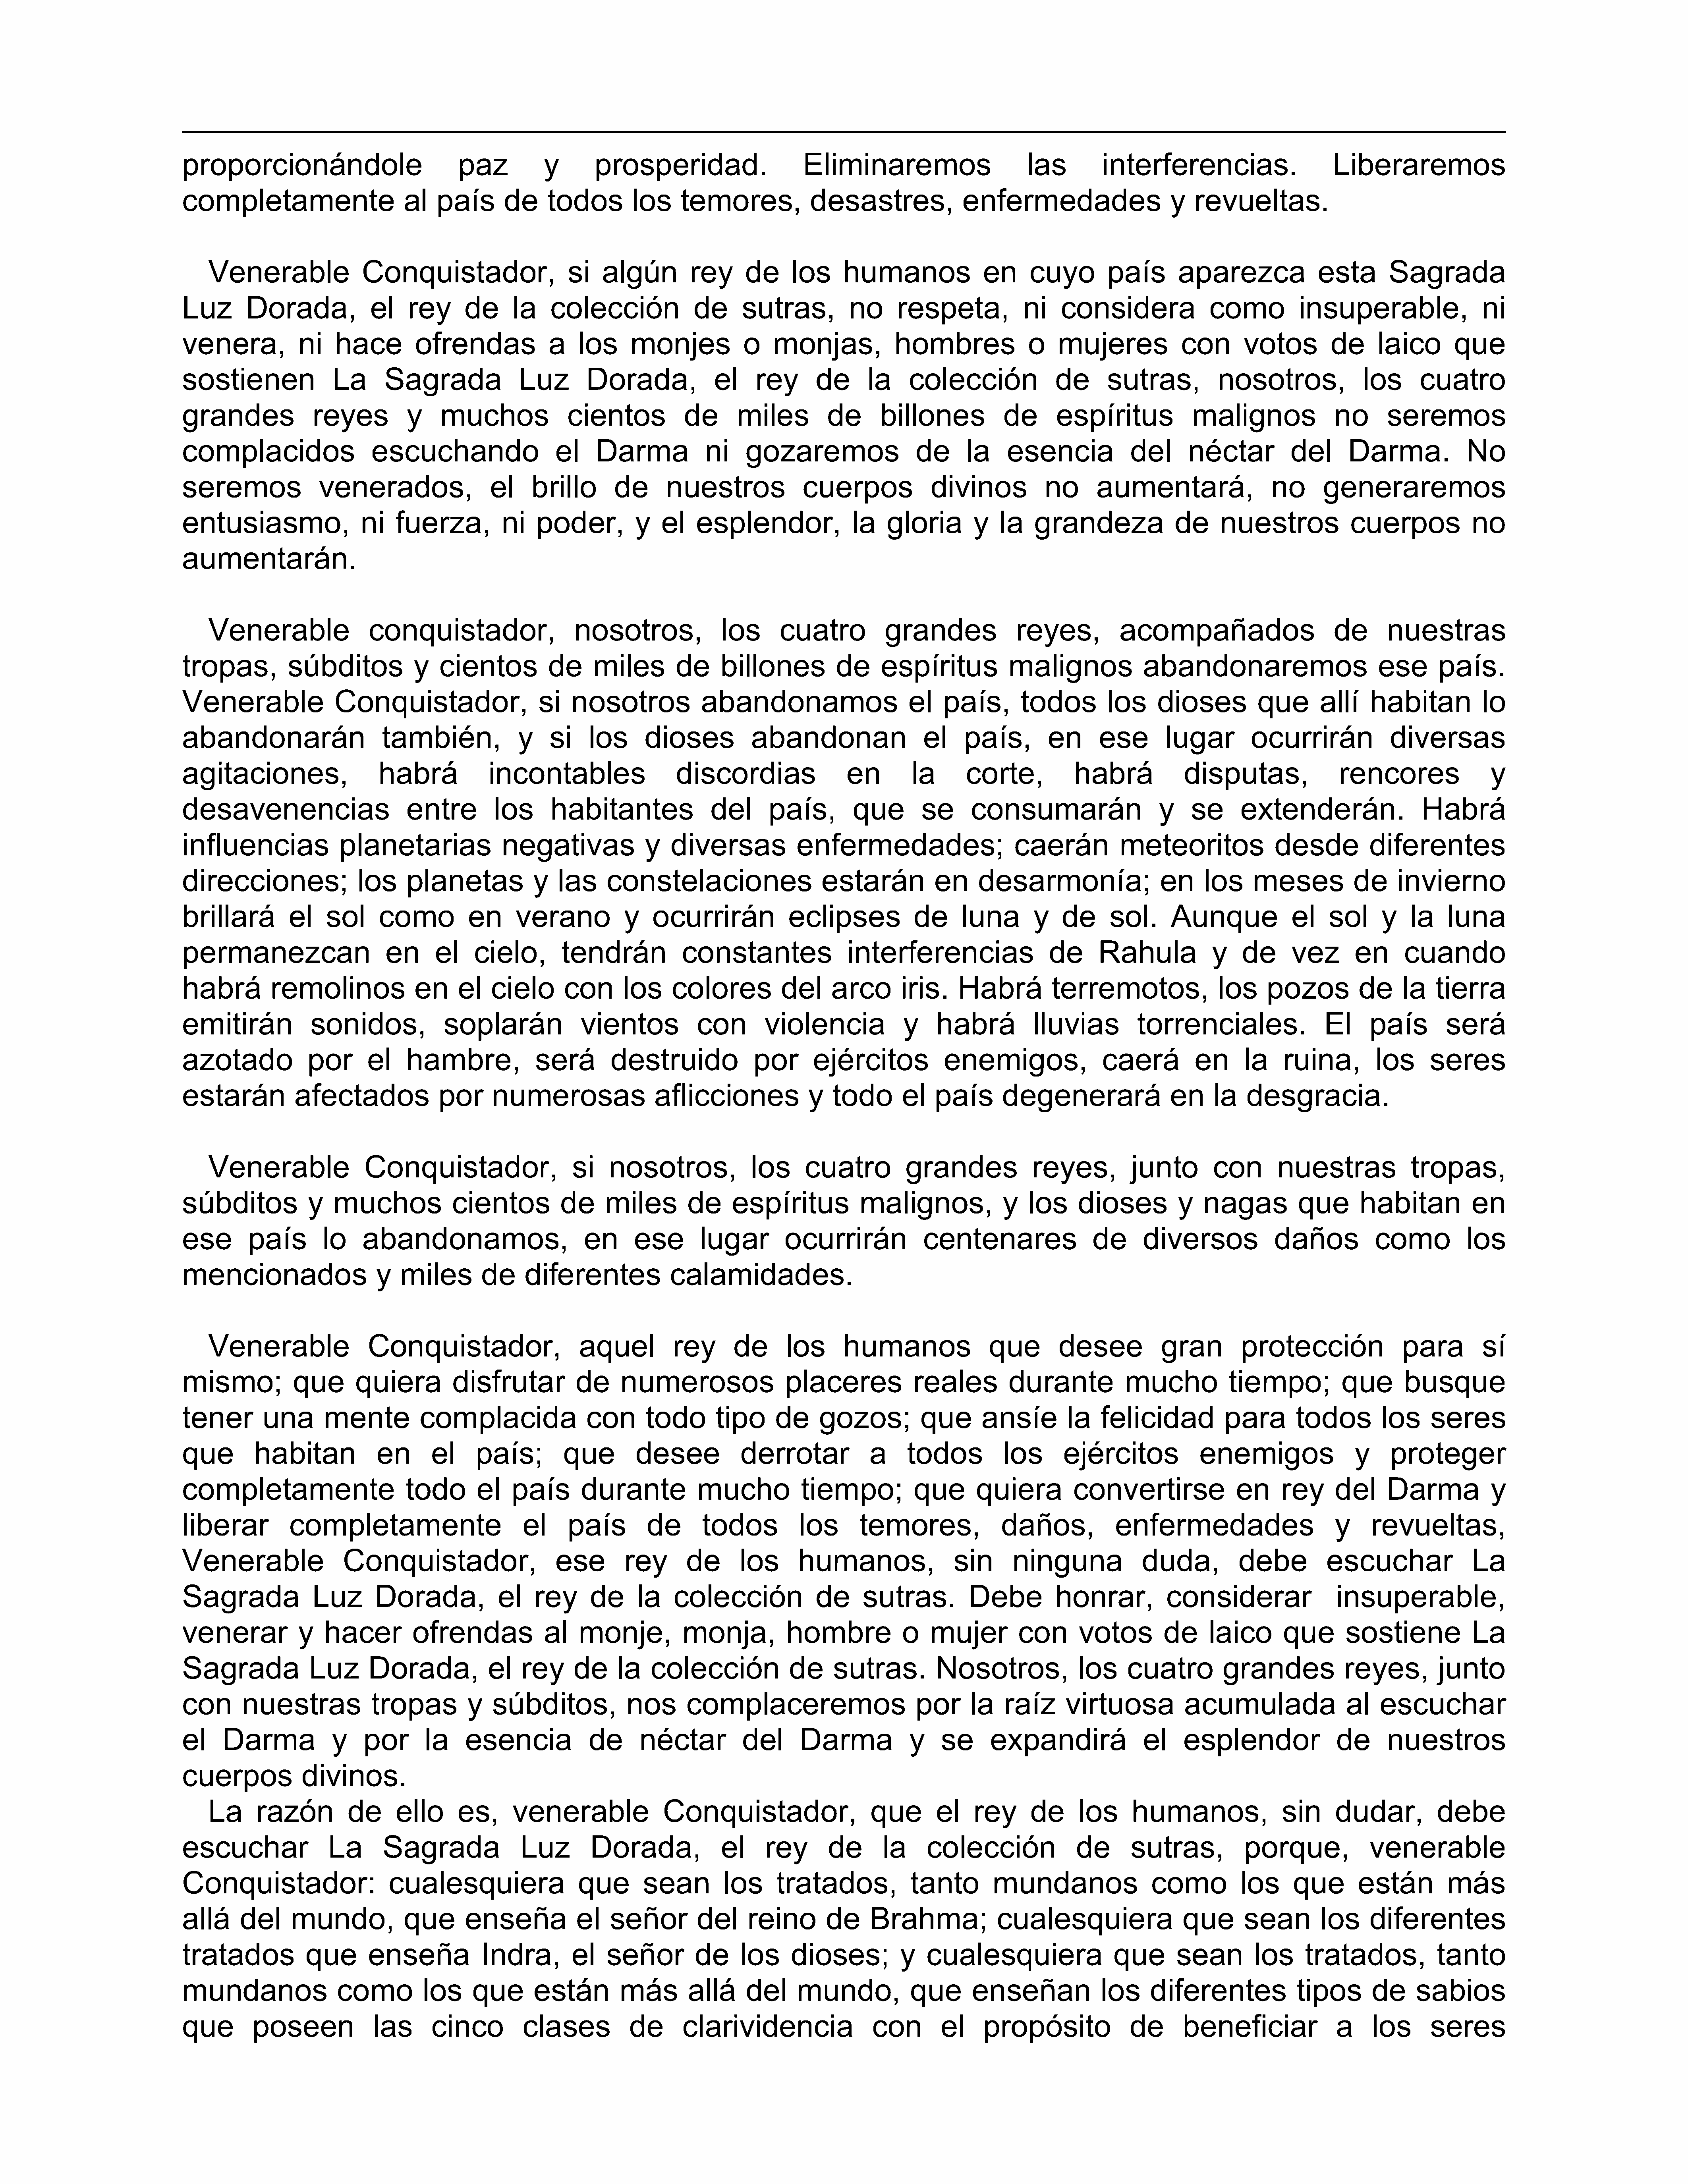 proporcionándole paz y prosperidad. Eliminaremos las interferencias. Liberaremos
completamente al país de todos los temores, desastres, enfermedades y revueltas.
Venerable Conquistador, si algún rey de los humanos en cuyo país aparezca esta Sagrada
Luz Dorada, el rey de la colección de sutras, no respeta, ni considera como insuperable, ni
venera, ni hace ofrendas a los monjes o monjas, hombres o mujeres con votos de laico que
sostienen La Sagrada Luz Dorada, el rey de la colección de sutras, nosotros, los cuatro
grandes reyes y muchos cientos de miles de billones de espíritus malignos no seremos
complacidos escuchando el Darma ni gozaremos de la esencia del néctar del Darma. No
seremos venerados, el brillo de nuestros cuerpos divinos no aumentará, no generaremos
entusiasmo, ni fuerza, ni poder, y el esplendor, la gloria y la grandeza de nuestros cuerpos no
aumentarán.
Venerable conquistador, nosotros, los cuatro grandes reyes, acompañados de nuestras
tropas, súbditos y cientos de miles de billones de espíritus malignos abandonaremos ese país.
Venerable Conquistador, si nosotros abandonamos el país, todos los dioses que allí habitan lo
abandonarán también, y si los dioses abandonan el país, en ese lugar ocurrirán diversas
agitaciones, habrá incontables discordias en la corte, habrá disputas, rencores y
desavenencias entre los habitantes del país, que se consumarán y se extenderán. Habrá
influencias planetarias negativas y diversas enfermedades; caerán meteoritos desde diferentes
direcciones; los planetas y las constelaciones estarán en desarmonía; en los meses de invierno
brillará el sol como en verano y ocurrirán eclipses de luna y de sol. Aunque el sol y la luna
permanezcan en el cielo, tendrán constantes interferencias de Rahula y de vez en cuando
habrá remolinos en el cielo con los colores del arco iris. Habrá terremotos, los pozos de la tierra
emitirán sonidos, soplarán vientos con violencia y habrá lluvias torrenciales. El país será
azotado por el hambre, será destruido por ejércitos enemigos, caerá en la ruina, los seres
estarán afectados por numerosas aflicciones y todo el país degenerará en la desgracia.
Venerable Conquistador, si nosotros, los cuatro grandes reyes, junto con nuestras tropas,
súbditos y muchos cientos de miles de espíritus malignos, y los dioses y nagas que habitan en
ese país lo abandonamos, en ese lugar ocurrirán centenares de diversos daños como los
mencionados y miles de diferentes calamidades.
Venerable Conquistador, aquel rey de los humanos que desee gran protección para sí
mismo; que quiera disfrutar de numerosos placeres reales durante mucho tiempo; que busque
tener una mente complacida con todo tipo de gozos; que ansíe la felicidad para todos los seres
que habitan en el país; que desee derrotar a todos los ejércitos enemigos y proteger
completamente todo el país durante mucho tiempo; que quiera convertirse en rey del Darma y
liberar completamente el país de todos los temores, daños, enfermedades y revueltas,
Venerable Conquistador, ese rey de los humanos, sin ninguna duda, debe escuchar La
Sagrada Luz Dorada, el rey de la colección de sutras. Debe honrar, considerar insuperable,
venerar y hacer ofrendas al monje, monja, hombre o mujer con votos de laico que sostiene La
Sagrada Luz Dorada, el rey de la colección de sutras. Nosotros, los cuatro grandes reyes, junto
con nuestras tropas y súbditos, nos complaceremos por la raíz virtuosa acumulada al escuchar
el Darma y por la esencia de néctar del Darma y se expandirá el esplendor de nuestros
cuerpos divinos.
La razón de ello es, venerable Conquistador, que el rey de los humanos, sin dudar, debe
escuchar La Sagrada Luz Dorada, el rey de la colección de sutras, porque, venerable
Conquistador: cualesquiera que sean los tratados, tanto mundanos como los que están más
allá del mundo, que enseña el señor del reino de Brahma; cualesquiera que sean los diferentes
tratados que enseña Indra, el señor de los dioses; y cualesquiera que sean los tratados, tanto
mundanos como los que están más allá del mundo, que enseñan los diferentes tipos de sabios
que poseen las cinco clases de clarividencia con el propósito de beneficiar a los seres